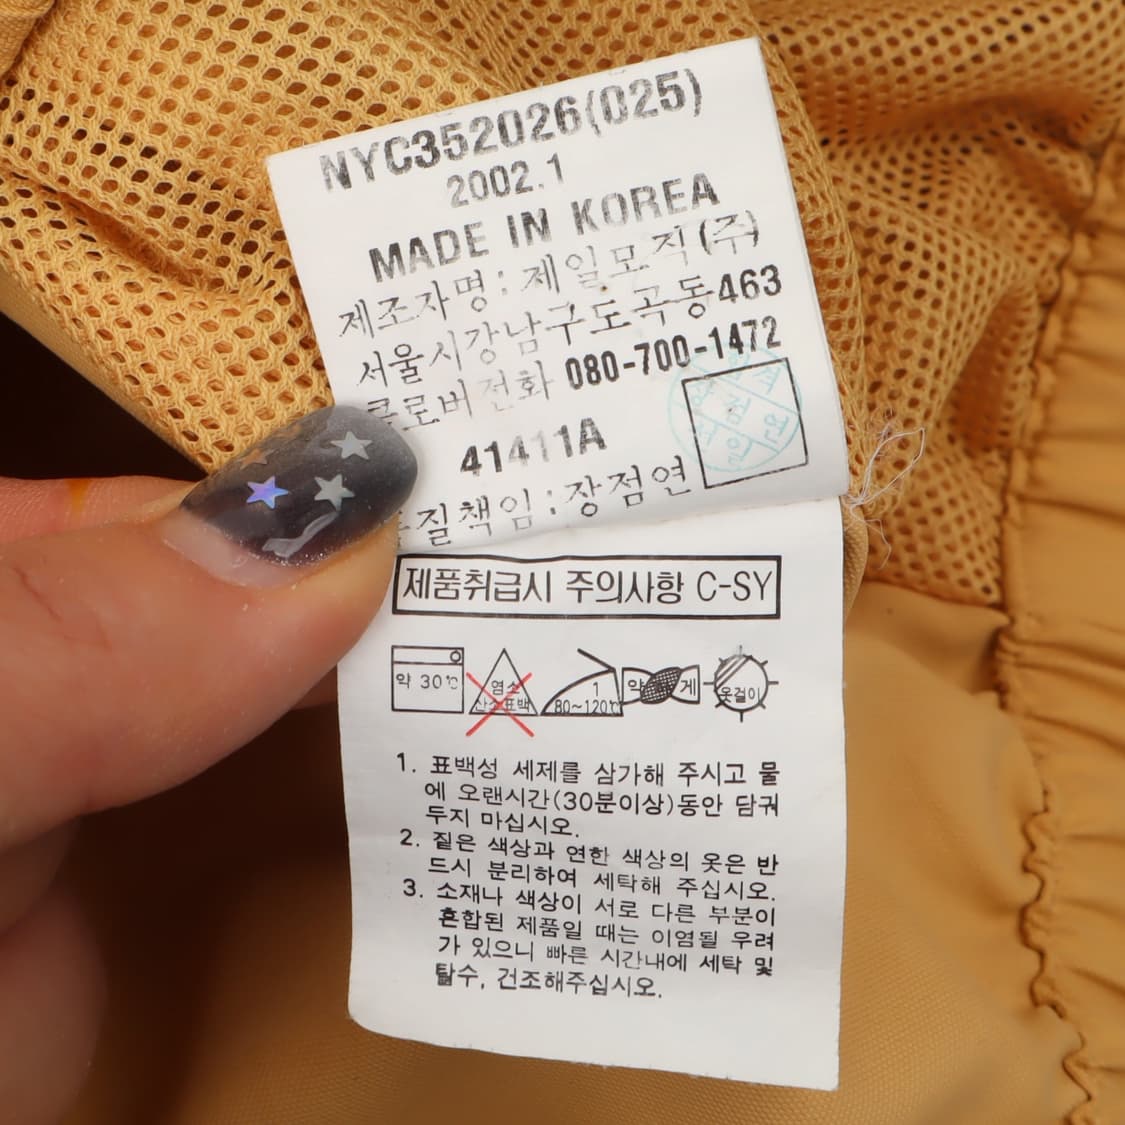 NYC352026(025)
2002.1
MADE IN KOREA
제조자명:제일모직(주)
서울시강남구도곡동463
클로버전화 080-700-1472
41411A
품질책임:장점연
제품취급시 주의사항 C-SY
약 30℃
염소
산소표백
1
80~120℃
약
게
옷걸이
1. 표백성 세제를 삼가해 주시고 물
에 오랜시간(30분이상)동안 담궈
두지 마십시오.
2. 짙은 색상과 연한 색상의 옷은 반
드시 분리하여 세탁해 주십시오.
3. 소재나 색상이 서로 다른 부분이
혼합된 제품일 때는 이염될 우려
가 있으니 빠른 시간내에 세탁 및
탈수, 건조해주십시오.